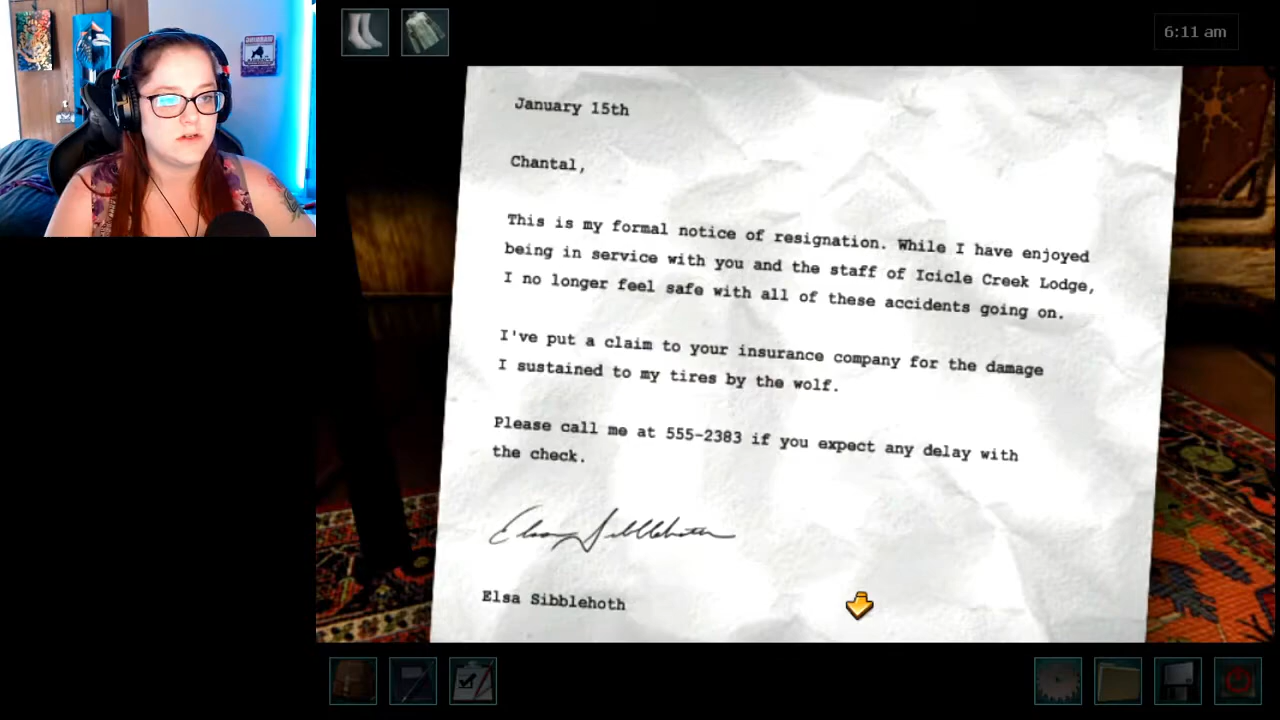 6:11 am
January 15th
Chantal,
This is my formal notice of resignation. While I have enjoyed
being in service with you and the staff of Icicle Creek Lodge,
I no longer feel safe with all of these accidents going on.
I've put a claim to your insurance company for the damage
I sustained to my tires by the wolf.
Please call me at 555-2383 if you expect any delay with
the check.
Elsa Sibblehoth
Elsa Sibblehoth